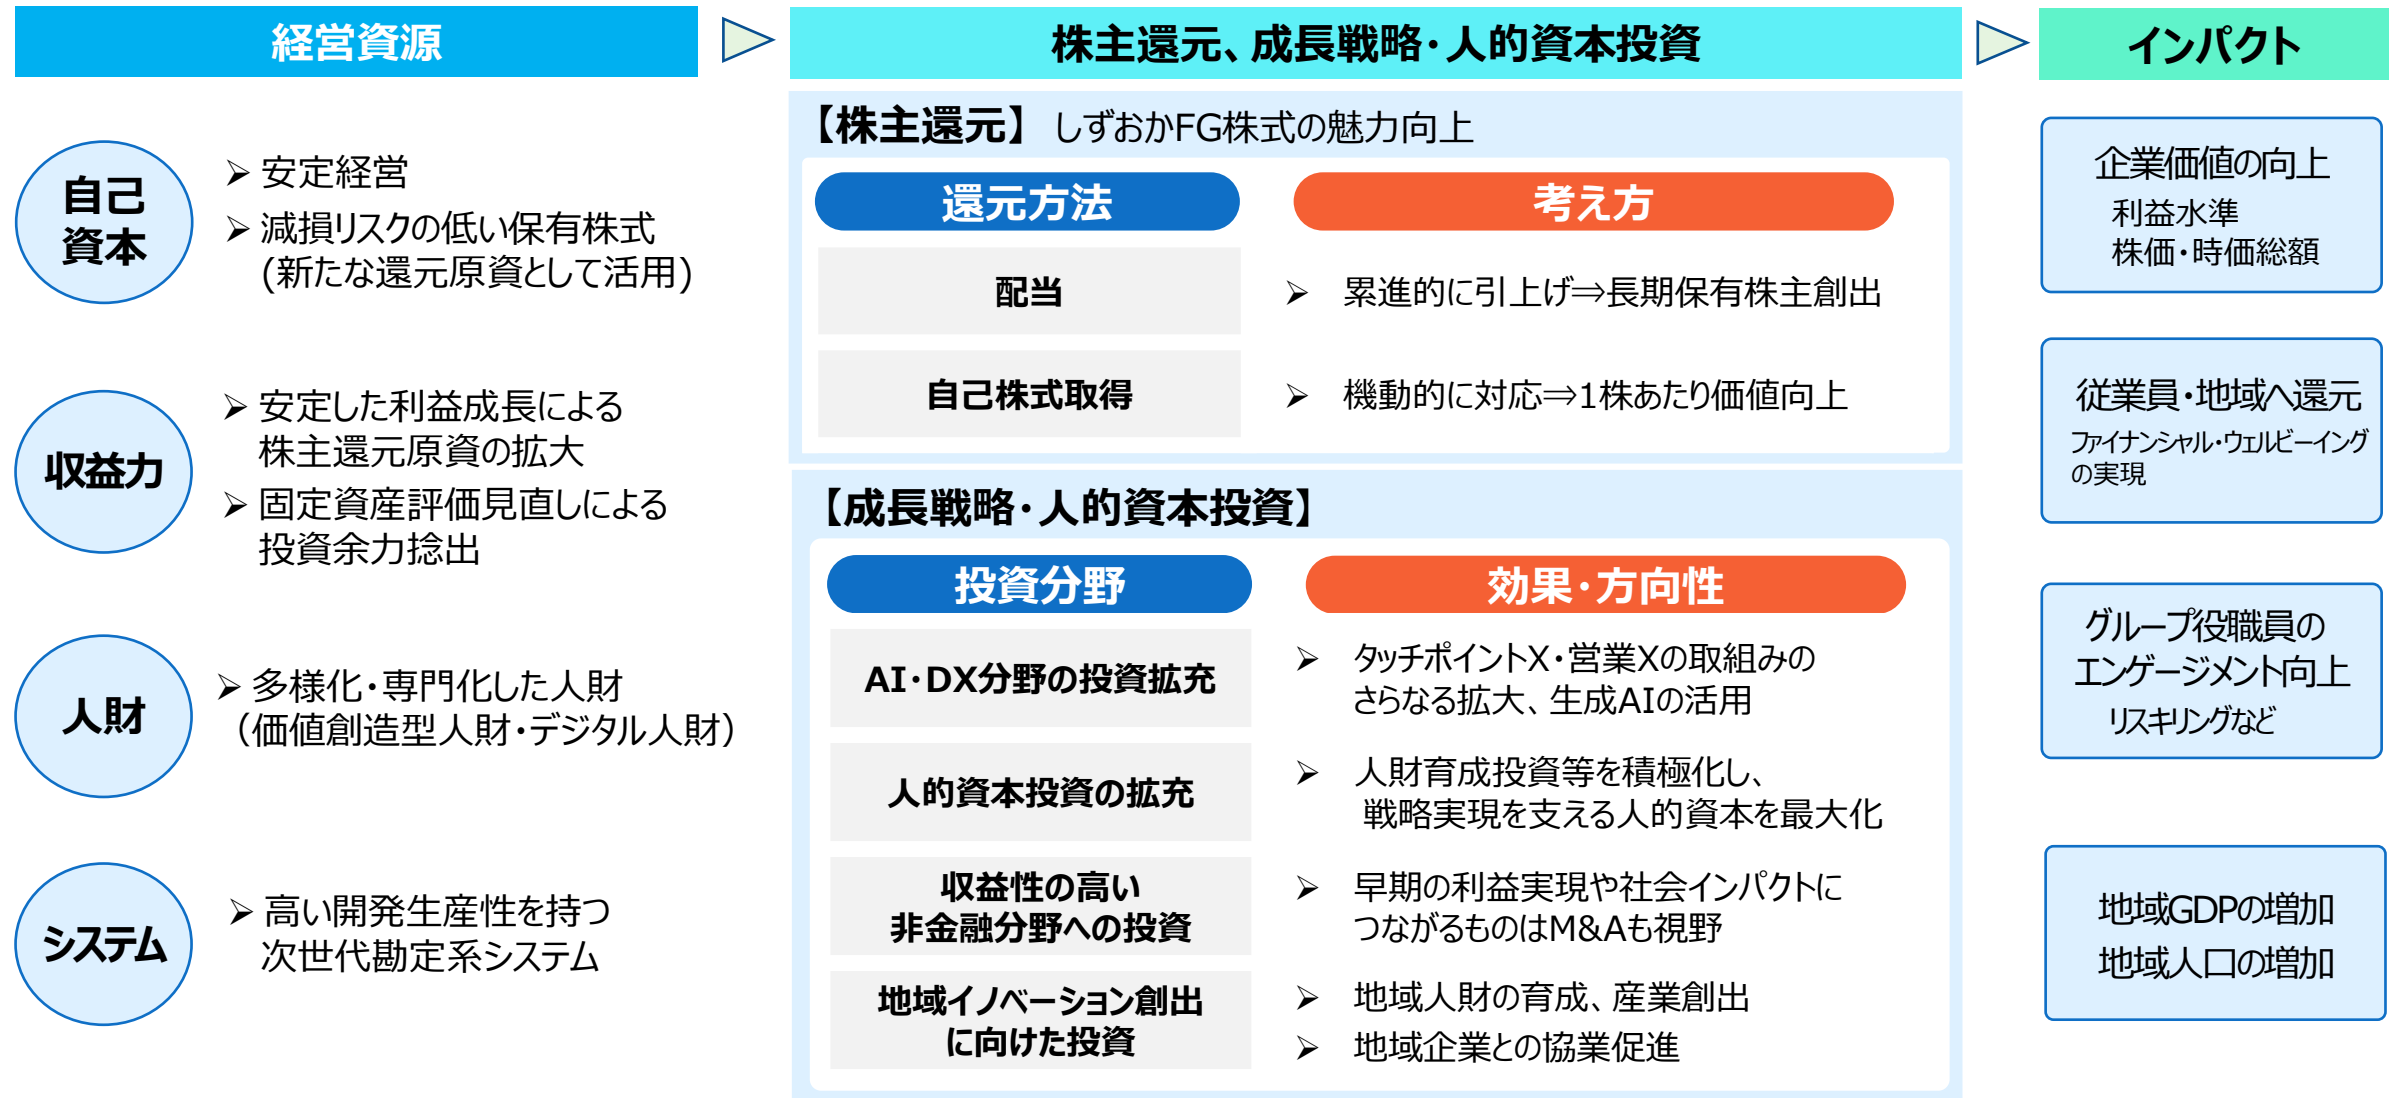 経営資源
株主還元、成長戦略・人的資本投資
インパクト
自己
資本
➢ 安定経営
➢ 減損リスクの低い保有株式
(新たな還元原資として活用)
収益力
➢ 安定した利益成長による
株主還元原資の拡大
➢ 固定資産評価見直しによる
投資余力捻出
人財
➢ 多様化・専門化した人財
（価値創造型人財・デジタル人財）
システム
➢ 高い開発生産性を持つ
次世代勘定系システム
【株主還元】 しずおかFG株式の魅力向上
還元方法
考え方
配当
➢ 累進的に引上げ⇒長期保有株主創出
自己株式取得
➢ 機動的に対応⇒1株あたり価値向上
【成長戦略・人的資本投資】
投資分野
効果・方向性
AI・DX分野の投資拡充
➢ タッチポイントX・営業Xの取組みの
さらなる拡大、生成AIの活用
人的資本投資の拡充
➢ 人財育成投資等を積極化し、
戦略実現を支える人的資本を最大化
収益性の高い
非金融分野への投資
➢ 早期の利益実現や社会インパクトに
つながるものはM&Aも視野
地域イノベーション創出
に向けた投資
➢ 地域人財の育成、産業創出
➢ 地域企業との協業促進
企業価値の向上
利益水準
株価・時価総額
従業員・地域へ還元
ファイナンシャル・ウェルビーイング
の実現
グループ役職員の
エンゲージメント向上
リスキリングなど
地域GDPの増加
地域人口の増加